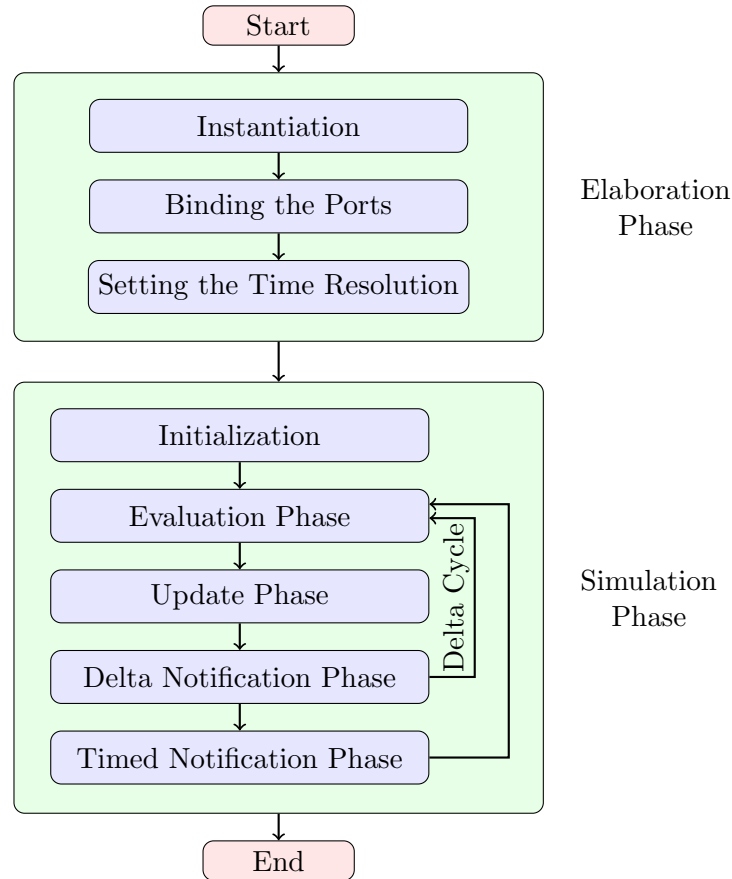 Start
Instantiation
Binding the Ports
Setting the Time Resolution
Elaboration
Phase
Initialization
Evaluation Phase
Update Phase
Delta Notification Phase
Timed Notification Phase
Delta Cycle
Simulation
Phase
End